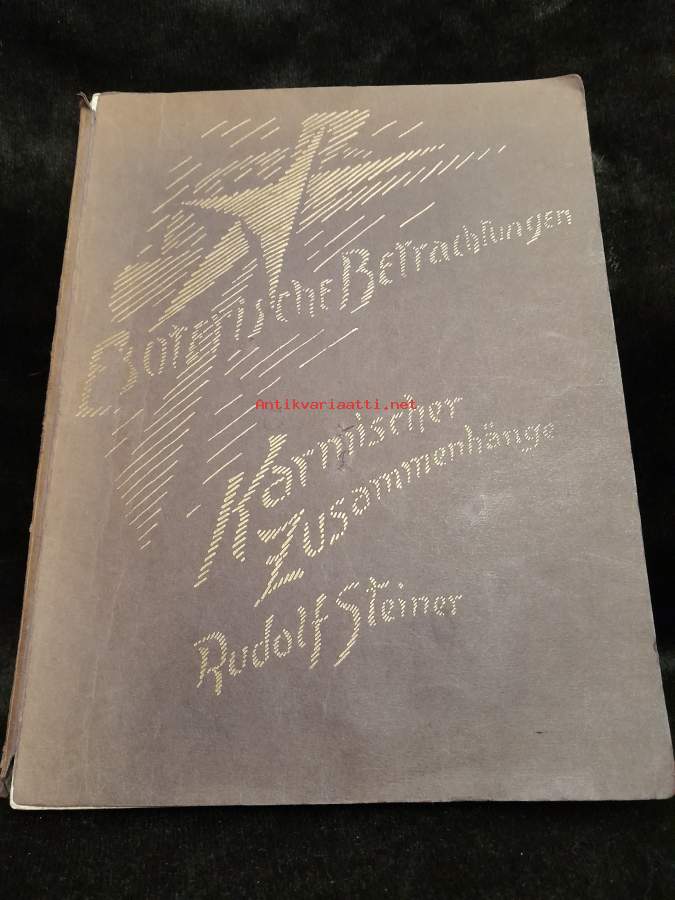 Esoterische Betrachtungen
Antikvariaatti.net
Karmischer
Zusammenhänge
Rudolf Steiner